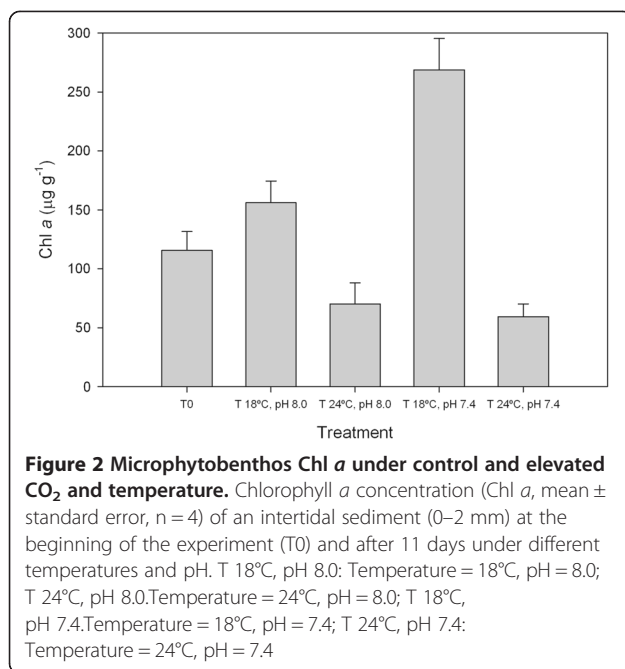 300
250
200
150
100
50
0
Chl a (µg g-1)
T0
T 18ºC, pH 8.0
T 24ºC, pH 8.0
T 18ºC, pH 7.4
T 24ºC, pH 7.4
Treatment
Figure 2 Microphytobenthos Chl a under control and elevated
CO2 and temperature. Chlorophyll a concentration (Chl a, mean ±
standard error, n = 4) of an intertidal sediment (0–2 mm) at the
beginning of the experiment (T0) and after 11 days under different
temperatures and pH. T 18°C, pH 8.0: Temperature = 18°C, pH = 8.0;
T 24°C, pH 8.0.Temperature = 24°C, pH = 8.0; T 18°C,
pH 7.4.Temperature = 18°C, pH = 7.4; T 24°C, pH 7.4:
Temperature = 24°C, pH = 7.4